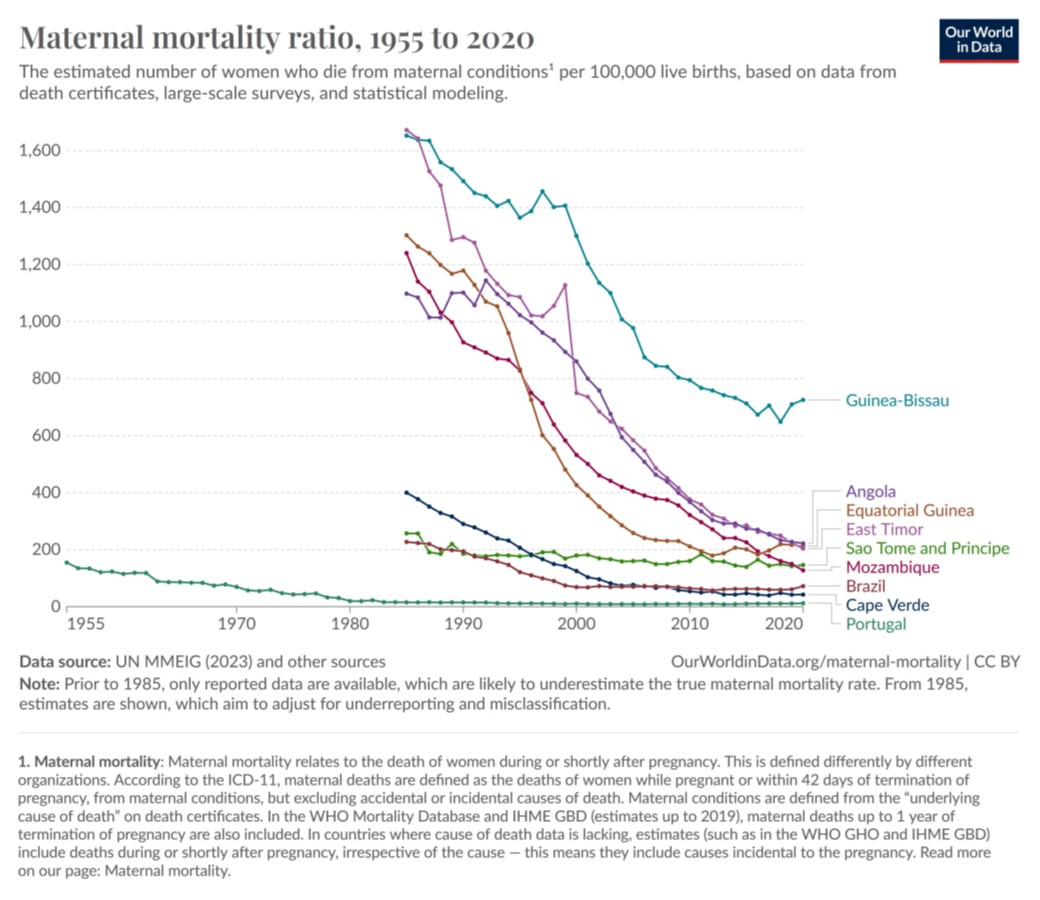 Maternal mortality ratio, 1955 to 2020
Our World
in Data
The estimated number of women who die from maternal conditions¹ per 100,000 live births, based on data from
death certificates, large-scale surveys, and statistical modeling.
1,600
1,400
1,200
1,000
800
600
400
200
0
Guinea-Bissau
Angola
Equatorial Guinea
East Timor
Sao Tome and Principe
Mozambique
Brazil
Cape Verde
Portugal
1955 1970 1980 1990 2000 2010 2020
Data source: UN MMEIG (2023) and other sources
OurWorldinData.org/maternal-mortality | CC BY
Note: Prior to 1985, only reported data are available, which are likely to underestimate the true maternal mortality rate. From 1985,
estimates are shown, which aim to adjust for underreporting and misclassification.
1. Maternal mortality: Maternal mortality relates to the death of women during or shortly after pregnancy. This is defined differently by different
organizations. According to the ICD-11, maternal deaths are defined as the deaths of women while pregnant or within 42 days of termination of
pregnancy, from maternal conditions, but excluding accidental or incidental causes of death. Maternal conditions are defined from the “underlying
cause of death” on death certificates. In the WHO Mortality Database and IHME GBD (estimates up to 2019), maternal deaths up to 1 year of
termination of pregnancy are also included. In countries where cause of death data is lacking, estimates (such as in the WHO GHO and IHME GBD)
include deaths during or shortly after pregnancy, irrespective of the cause — this means they include causes incidental to the pregnancy. Read more
on our page: Maternal mortality.